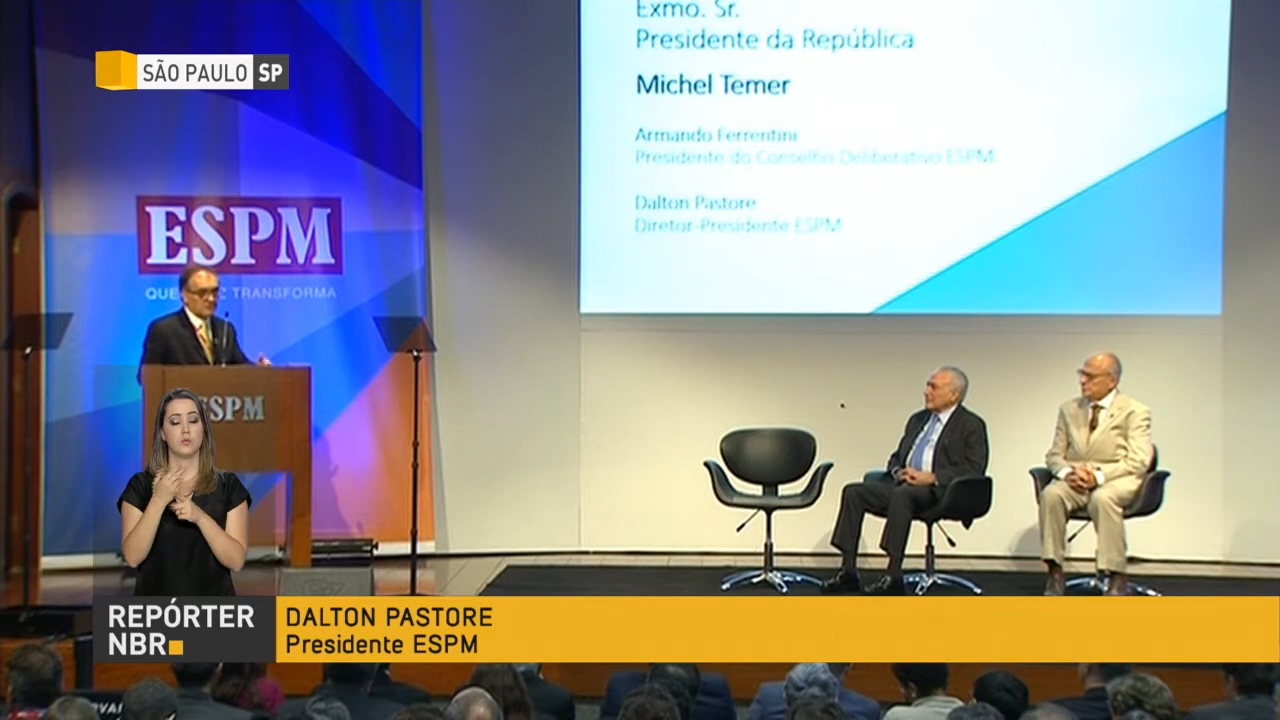 SÃO PAULO SP
Exmo. Sr.
Presidente da República
Michel Temer
Armando Ferrentini
Presidente do Conselho Deliberativo ESPM
Dalton Pastore
Diretor-Presidente ESPM
ESPM
TRANSFORMA
ESPM
REPÓRTER
NBR
DALTON PASTORE
Presidente ESPM